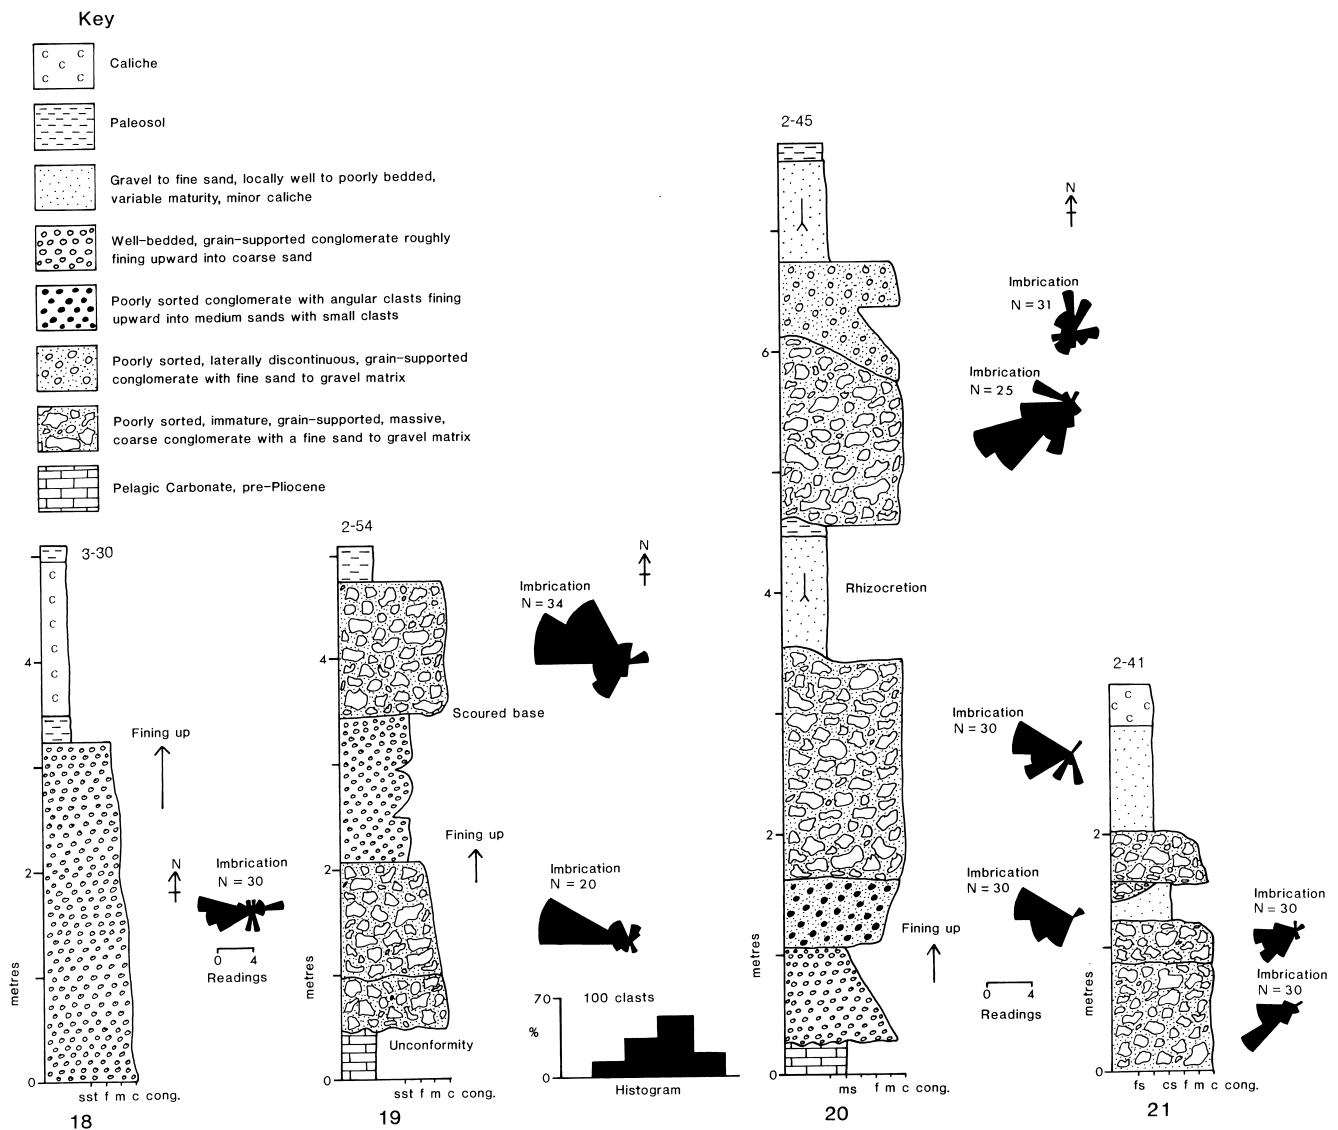 Key
C C
C
C C
Caliche
Paleosol
Gravel to fine sand, locally well to poorly bedded,
variable maturity, minor caliche
Well-bedded, grain-supported conglomerate roughly
fining upward into coarse sand
Poorly sorted conglomerate with angular clasts fining
upward into medium sands with small clasts
Poorly sorted, laterally discontinuous, grain-supported
conglomerate with fine sand to gravel matrix
Poorly sorted, immature, grain-supported, massive,
coarse conglomerate with a fine sand to gravel matrix
Pelagic Carbonate, pre-Pliocene
3-30
C
C
C
C
C
C
4
2
0
metres
Fining up
N
Imbrication
N = 30
0 4
Readings
sst f m c cong.
18
2-54
4
2
0
metres
N
Imbrication
N = 34
Scoured base
Fining up
Imbrication
N = 20
Unconformity
70
%
0
100 clasts
Histogram
sst f m c cong.
19
2-45
6
4
2
0
metres
N
Imbrication
N = 31
Imbrication
N = 25
Rhizocretion
Imbrication
N = 30
Imbrication
N = 30
Fining up
0 4
Readings
ms f m c cong.
20
2-41
C
C C
C
2
0
metres
Imbrication
N = 30
Imbrication
N = 30
fs cs f m c cong.
21